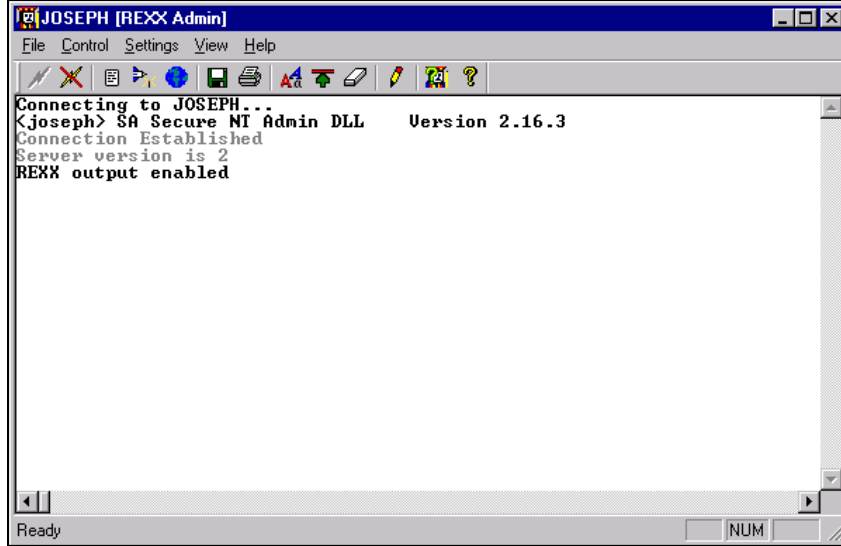 JOSEPH [REXX Admin]
File Control Settings View Help
Connecting to JOSEPH...
<joseph> SA Secure NT Admin DLL    Version 2.16.3
Connection Established
Server version is 2
REXX output enabled
Ready
NUM